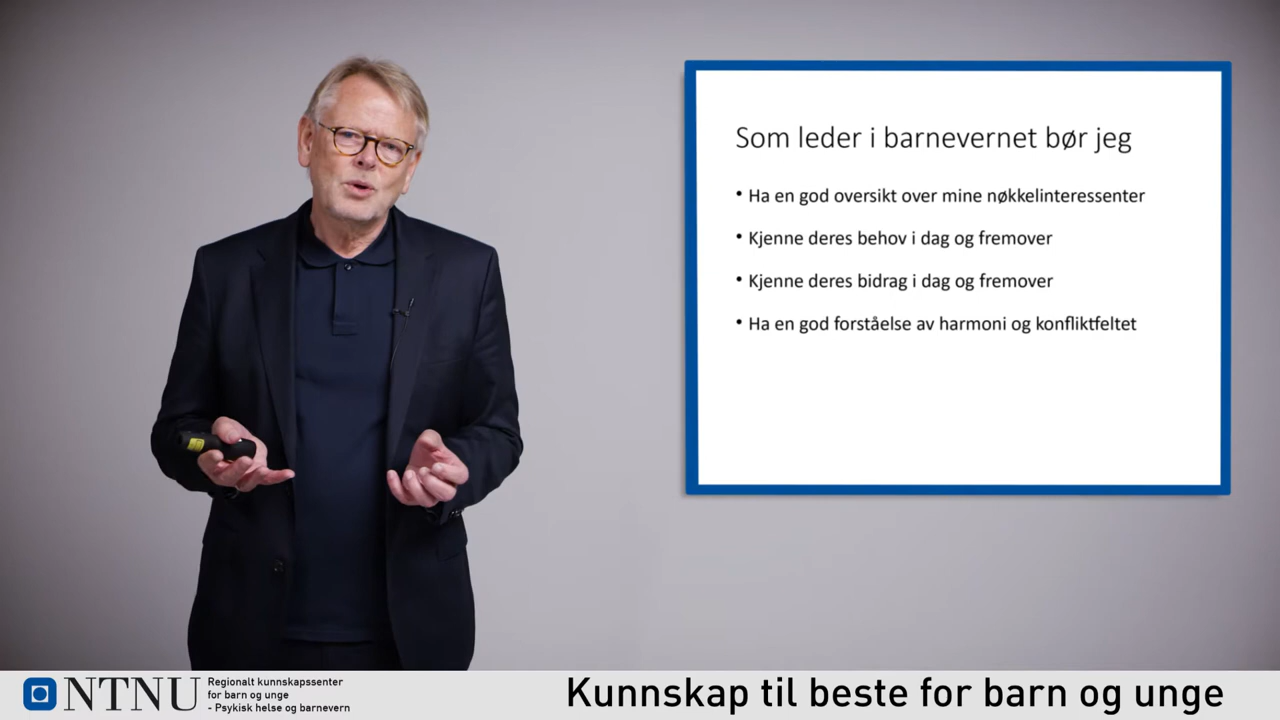 Som leder i barnevernet bør jeg
• Ha en god oversikt over mine nøkkelinteressenter
• Kjenne deres behov i dag og fremover
• Kjenne deres bidrag i dag og fremover
• Ha en god forståelse av harmoni og konfliktfeltet
NTNU
Regionalt kunnskapssenter
for barn og unge
- Psykisk helse og barnevern
Kunnskap til beste for barn og unge